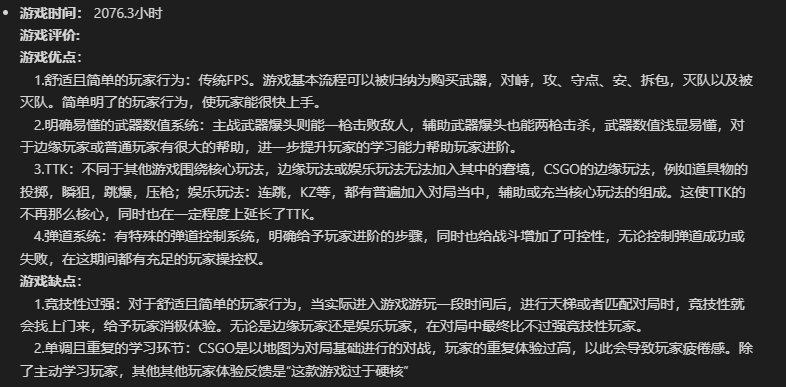 游戏时间： 2076.3小时
游戏评价:
游戏优点：
1.舒适且简单的玩家行为：传统FPS。游戏基本流程可以被归纳为购买武器，对峙，攻、守点、安、拆包，灭队以及被
灭队。简单明了的玩家行为，使玩家能很快上手。
2.明确易懂的武器数值系统：主战武器爆头则能一枪击败敌人，辅助武器爆头也能两枪击杀，武器数值浅显易懂，对
于边缘玩家或普通玩家有很大的帮助，进一步提升玩家的学习能力帮助玩家进阶。
3.TTK：不同于其他游戏围绕核心玩法，边缘玩法或娱乐玩法无法加入其中的窘境，CSGO的边缘玩法，例如道具物的
投掷，瞬狙，跳爆，压枪；娱乐玩法：连跳，KZ等，都有普遍加入对局当中，辅助或充当核心玩法的组成。这使TTK的
不再那么核心，同时也在一定程度上延长了TTK。
4.弹道系统：有特殊的弹道控制系统，明确给予玩家进阶的步骤，同时也给战斗增加了可控性，无论控制弹道成功或
失败，在这期间都有充足的玩家操控权。
游戏缺点：
1.竞技性过强：对于舒适且简单的玩家行为，当实际进入游戏游玩一段时间后，进行天梯或者匹配对局时，竞技性就
会找上门来，给予玩家消极体验。无论是边缘玩家还是娱乐玩家，在对局中最终比不过强竞技性玩家。
2.单调且重复的学习环节：CSGO是以地图为对局基础进行的对战，玩家的重复体验过高，以此会导致玩家疲倦感。除
了主动学习玩家，其他其他玩家体验反馈是“这款游戏过于硬核”